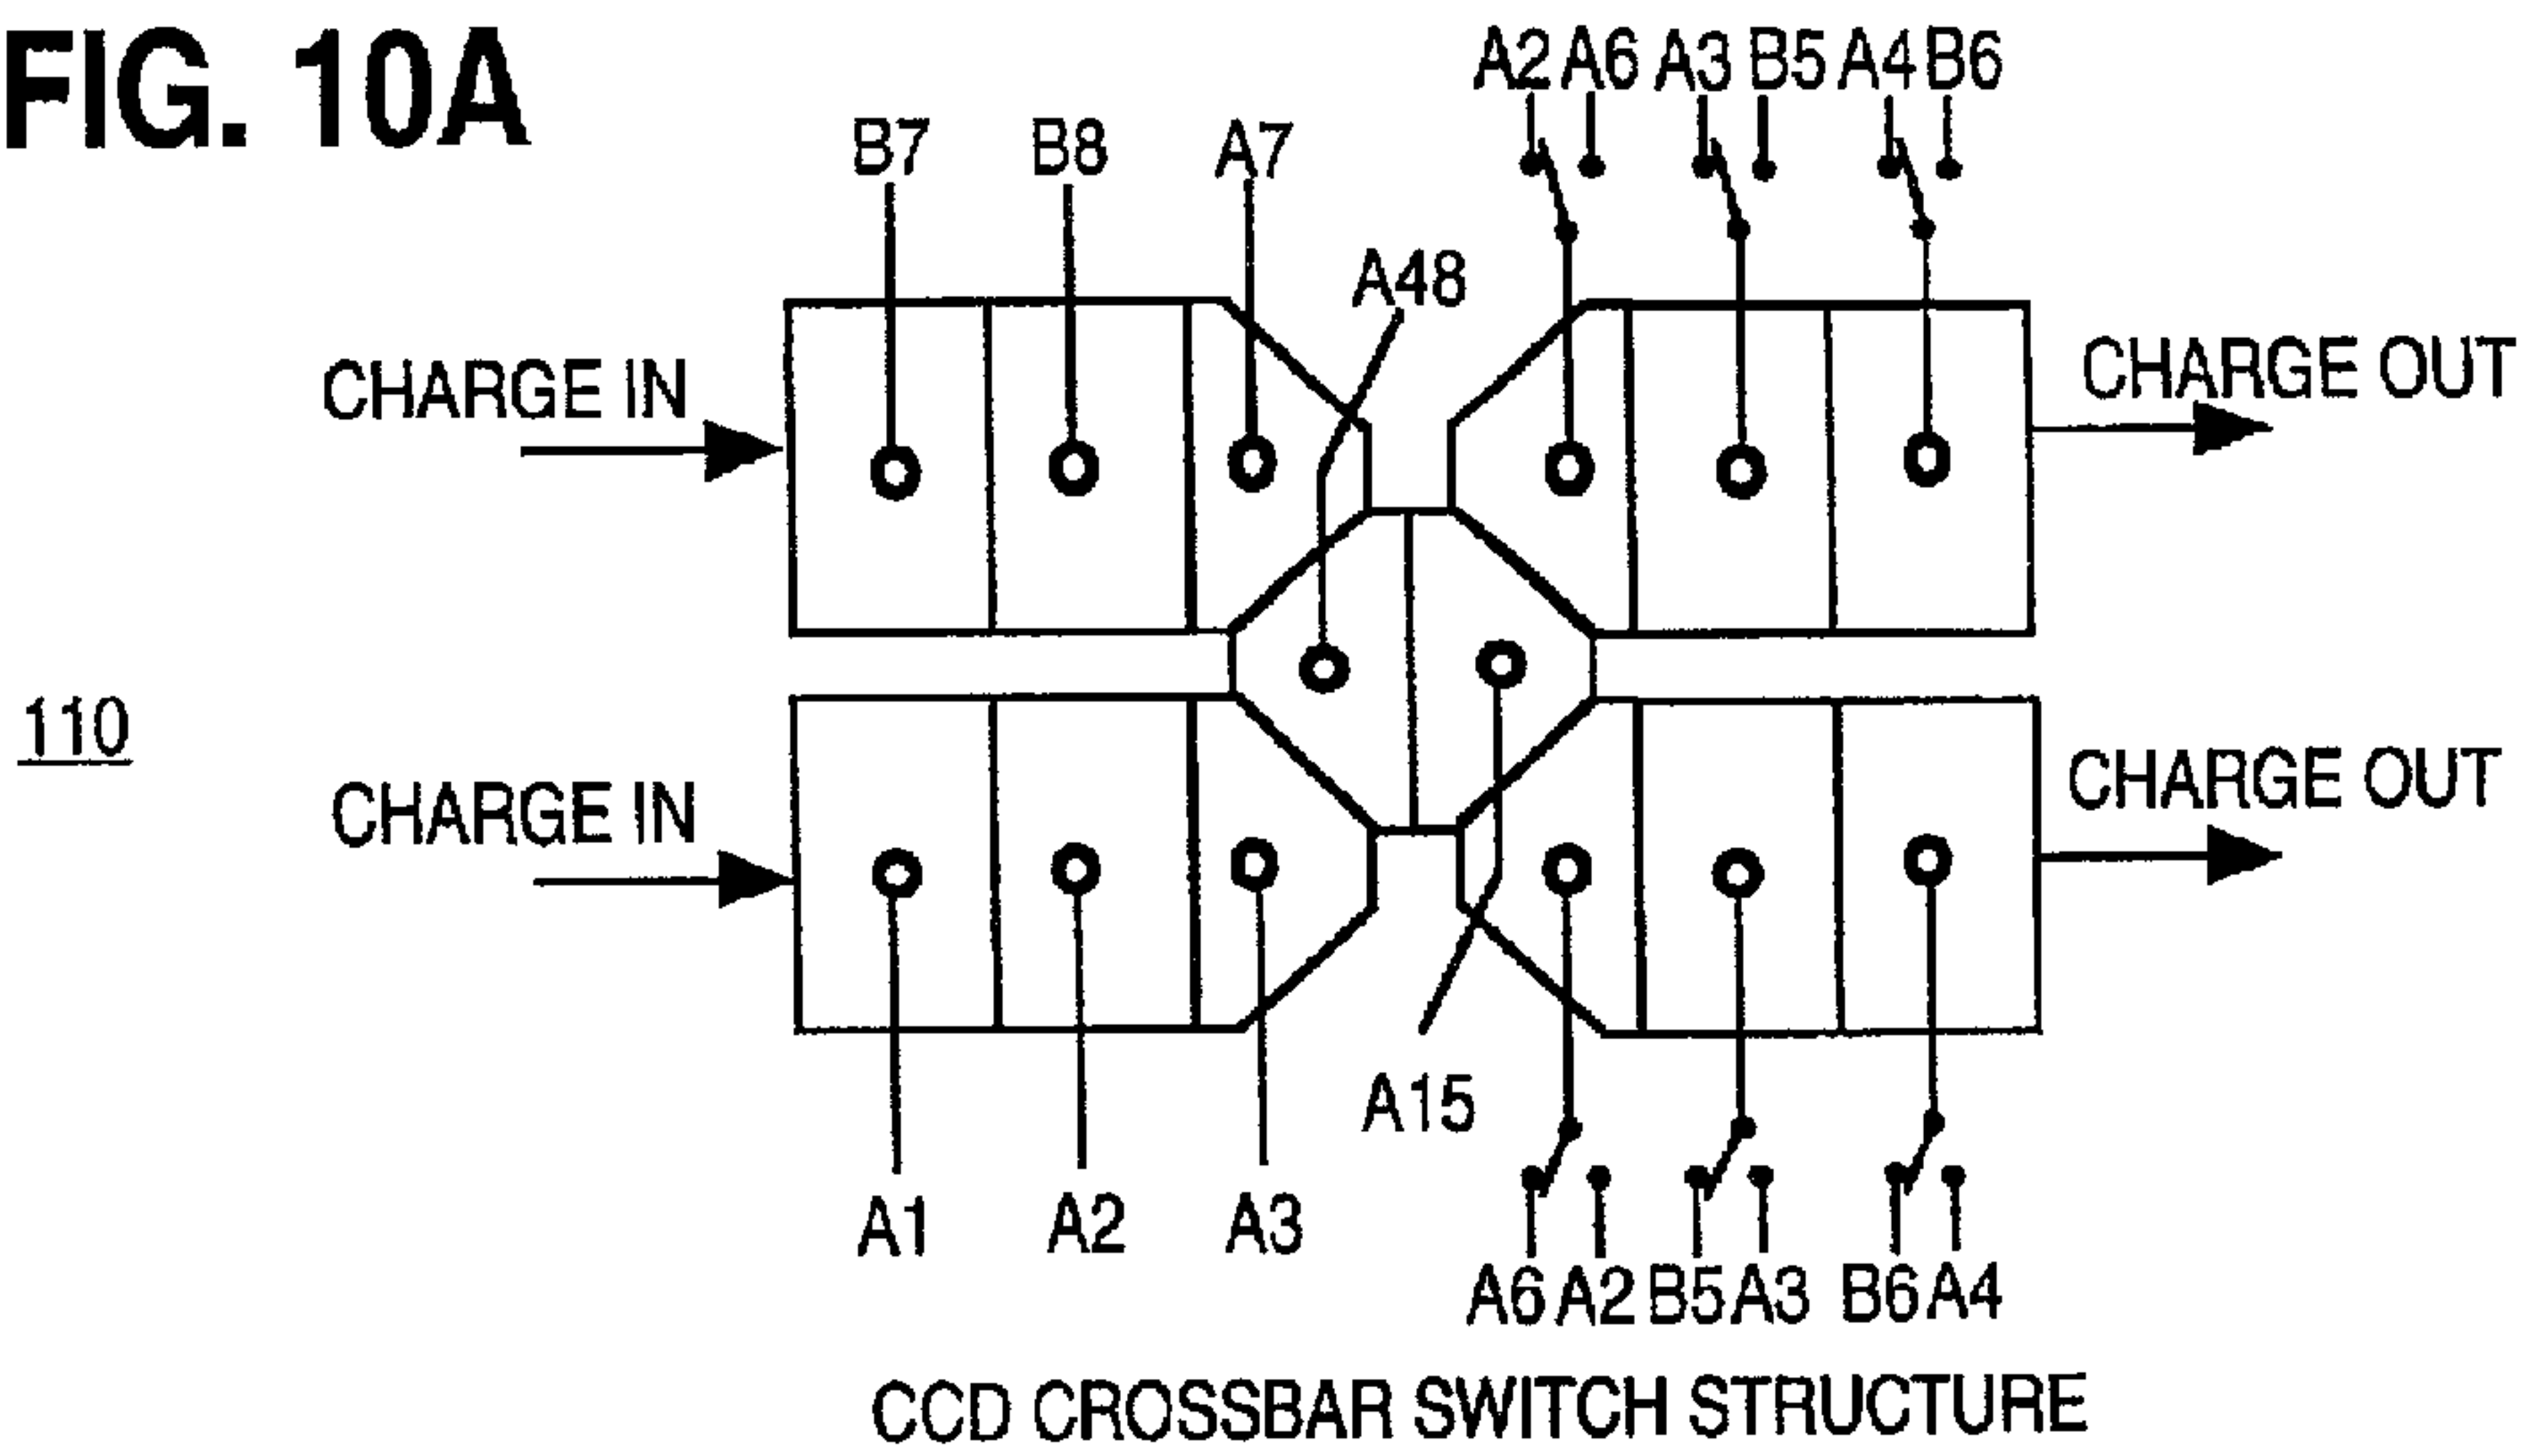 FIG. 10A
A2 A6 A3 B5 A4 B6
B7 B8 A7
A48
CHARGE IN
CHARGE OUT
110
CHARGE IN
CHARGE OUT
A15
A1 A2 A3
A6 A2 B5 A3 B6 A4
CCD CROSSBAR SWITCH STRUCTURE